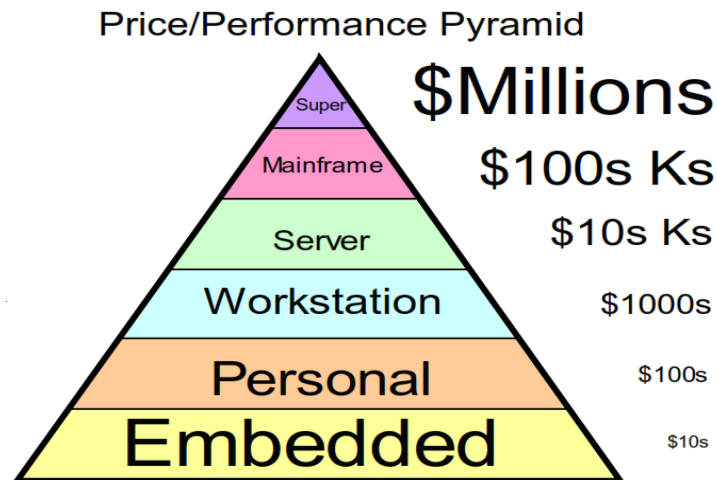 Price/Performance Pyramid
Super
$Millions
Mainframe
$100s Ks
Server
$10s Ks
Workstation
$1000s
Personal
$100s
Embedded
$10s